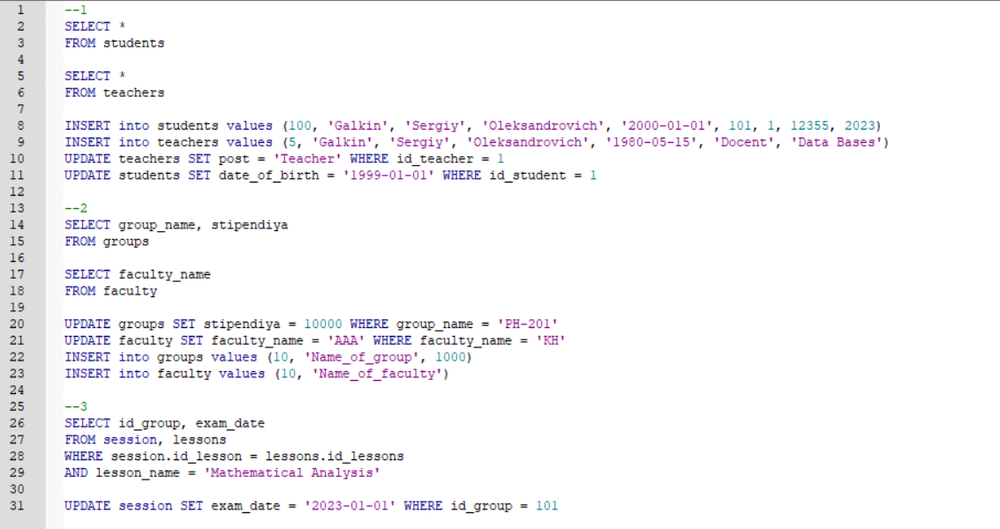 1 --1
2 SELECT *
3 FROM students
4
5 SELECT *
6 FROM teachers
7
8 INSERT into students values (100, 'Galkin', 'Sergiy', 'Oleksandrovich', '2000-01-01', 101, 1, 12355, 2023)
9 INSERT into teachers values (5, 'Galkin', 'Sergiy', 'Oleksandrovich', '1980-05-15', 'Docent', 'Data Bases')
10 UPDATE teachers SET post = 'Teacher' WHERE id_teacher = 1
11 UPDATE students SET date_of_birth = '1999-01-01' WHERE id_student = 1
12
13 --2
14 SELECT group_name, stipendiya
15 FROM groups
16
17 SELECT faculty_name
18 FROM faculty
19
20 UPDATE groups SET stipendiya = 10000 WHERE group_name = 'PH-201'
21 UPDATE faculty SET faculty_name = 'AAA' WHERE faculty_name = 'KH'
22 INSERT into groups values (10, 'Name_of_group', 1000)
23 INSERT into faculty values (10, 'Name_of_faculty')
24
25 --3
26 SELECT id_group, exam_date
27 FROM session, lessons
28 WHERE session.id_lesson = lessons.id_lessons
29 AND lesson_name = 'Mathematical Analysis'
30
31 UPDATE session SET exam_date = '2023-01-01' WHERE id_group = 101